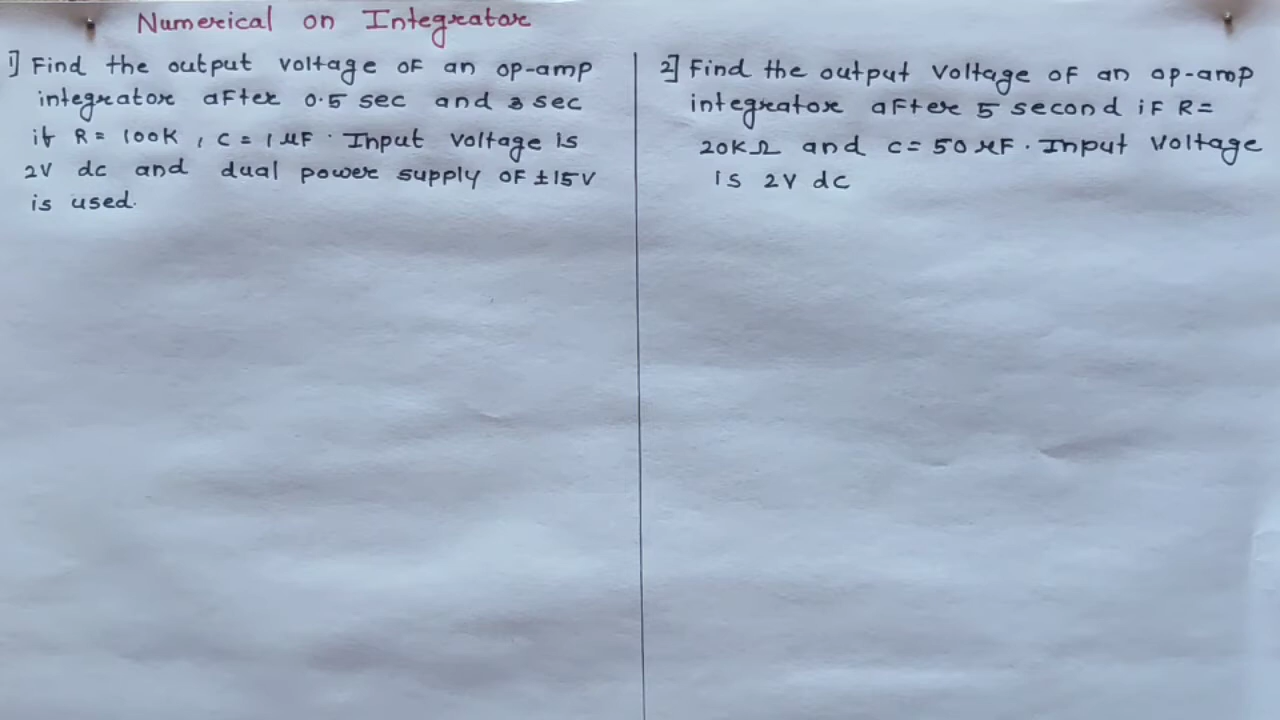 Numerical on Integrator
1] Find the output voltage of an op-amp
integrator after 0.5 sec and 3 sec
if R = 100K, C = 1 μF. Input voltage is
2V dc and dual power supply of ±15V
is used.
2] Find the output voltage of an op-amp
integrator after 5 second if R=
20KΩ and C= 50 μF. Input voltage
is 2V dc